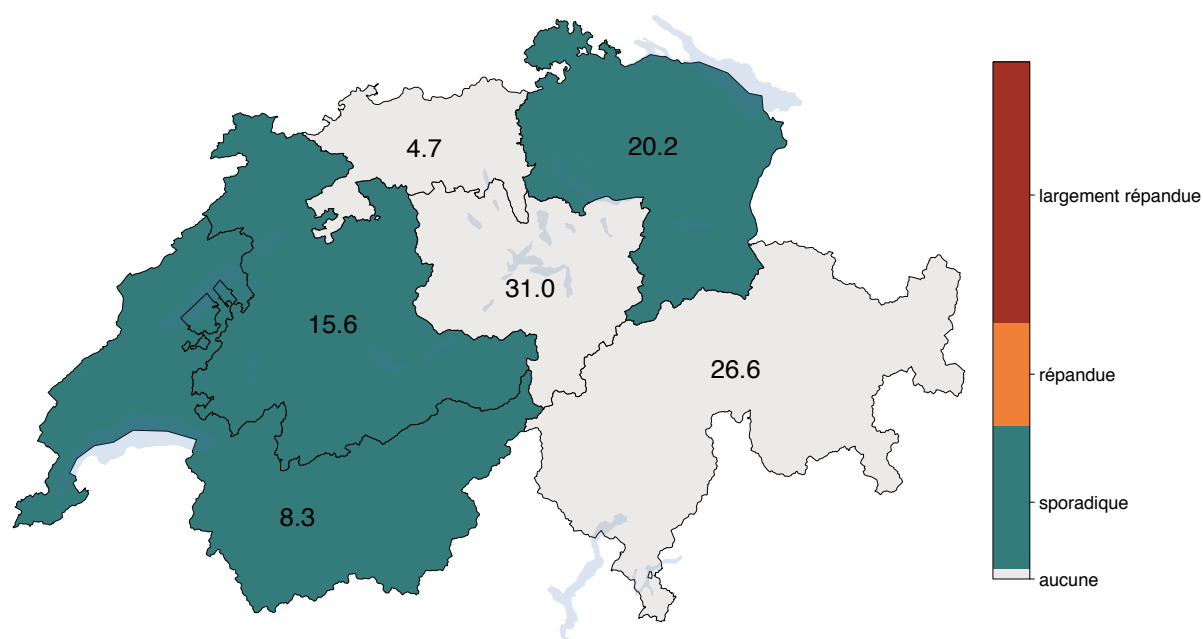 4.7
20.2
31.0
15.6
26.6
8.3
largement répandue
répandue
sporadique
aucune